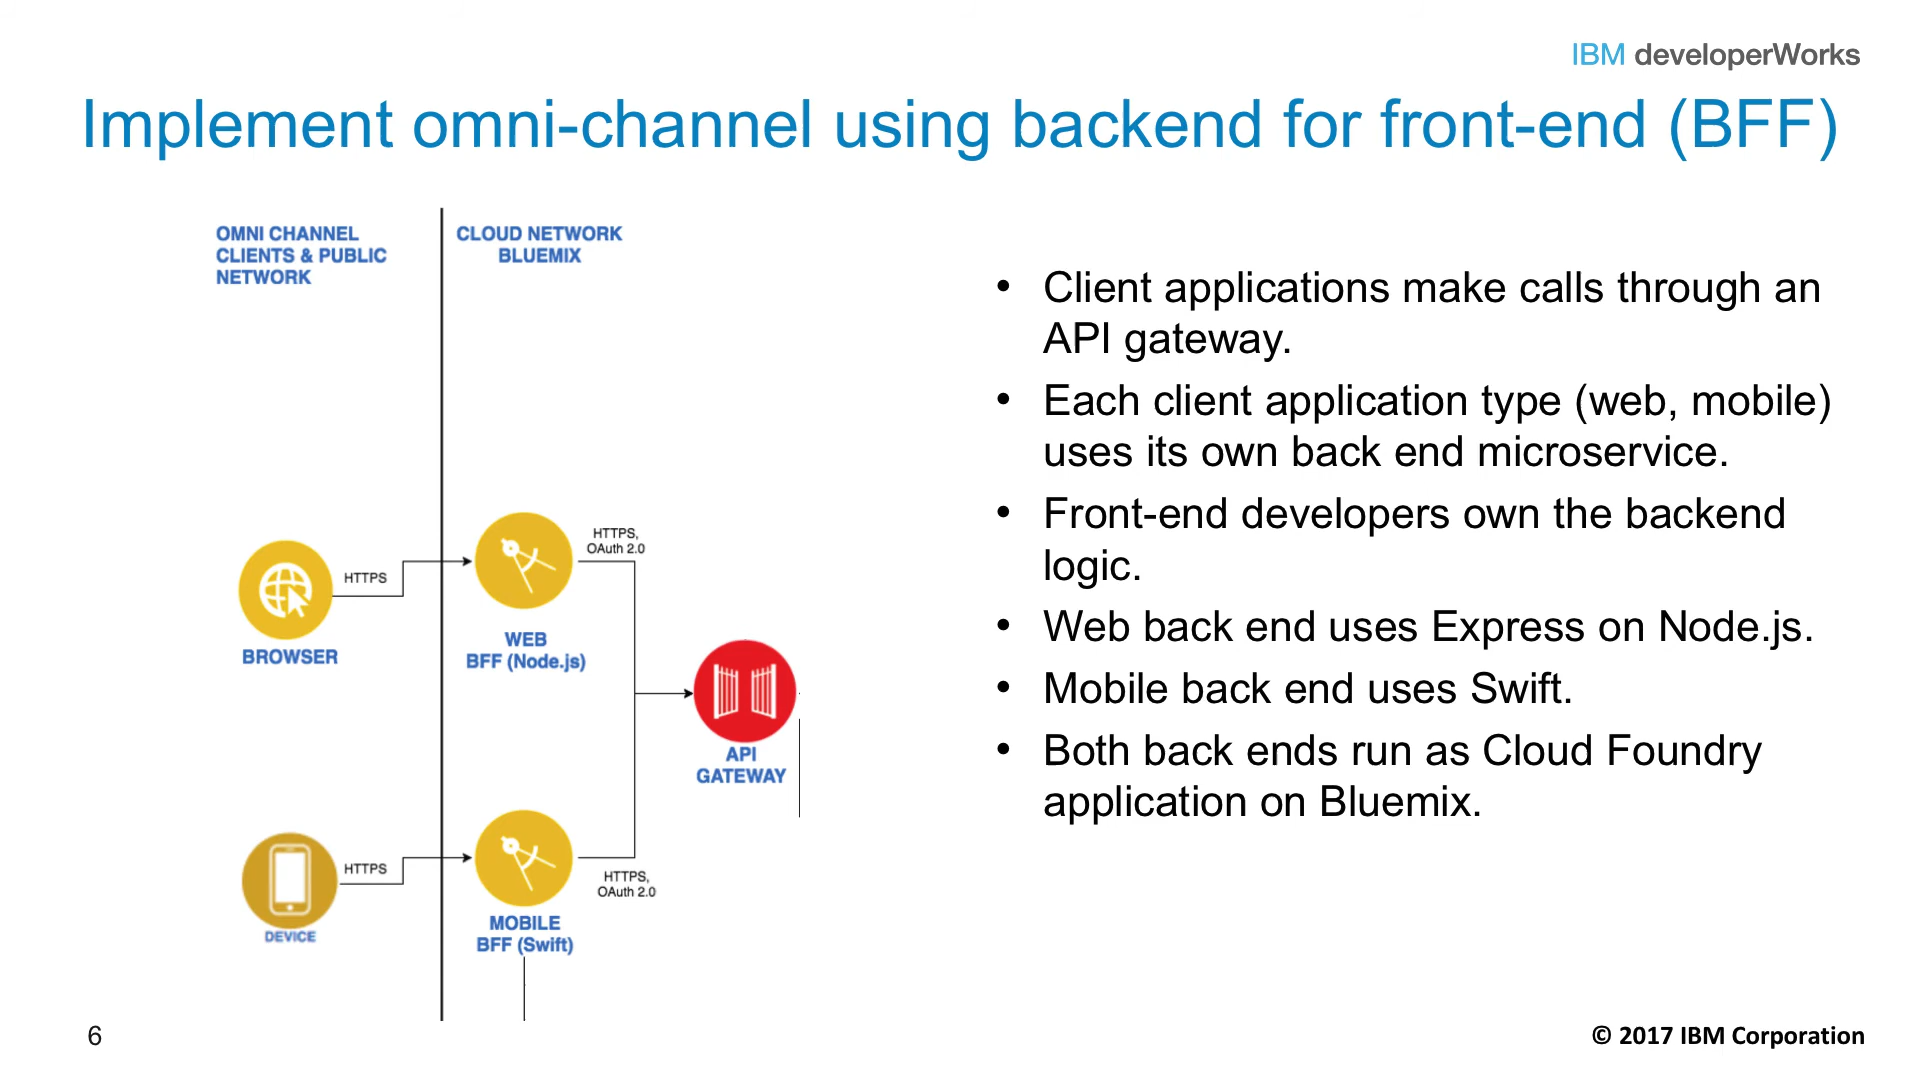 IBM developerWorks
Implement omni-channel using backend for front-end (BFF)
OMNI CHANNEL
CLIENTS & PUBLIC
NETWORK
CLOUD NETWORK
BLUEMIX
HTTPS,
OAuth 2.0
HTTPS
BROWSER
WEB
BFF (Node.js)
API
GATEWAY
HTTPS
DEVICE
HTTPS,
OAuth 2.0
MOBILE
BFF (Swift)
• Client applications make calls through an
API gateway.
• Each client application type (web, mobile)
uses its own back end microservice.
• Front-end developers own the backend
logic.
• Web back end uses Express on Node.js.
• Mobile back end uses Swift.
• Both back ends run as Cloud Foundry
application on Bluemix.
6
© 2017 IBM Corporation